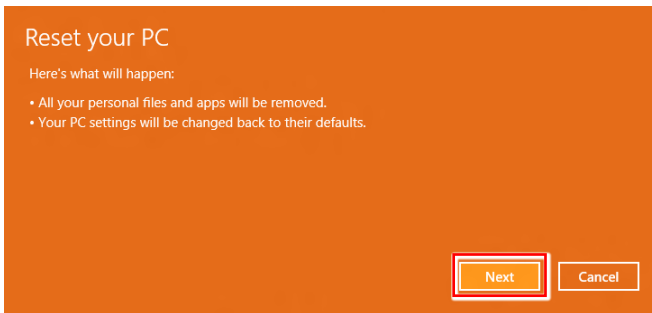 Reset your PC
Here's what will happen:
• All your personal files and apps will be removed.
• Your PC settings will be changed back to their defaults.
Next Cancel